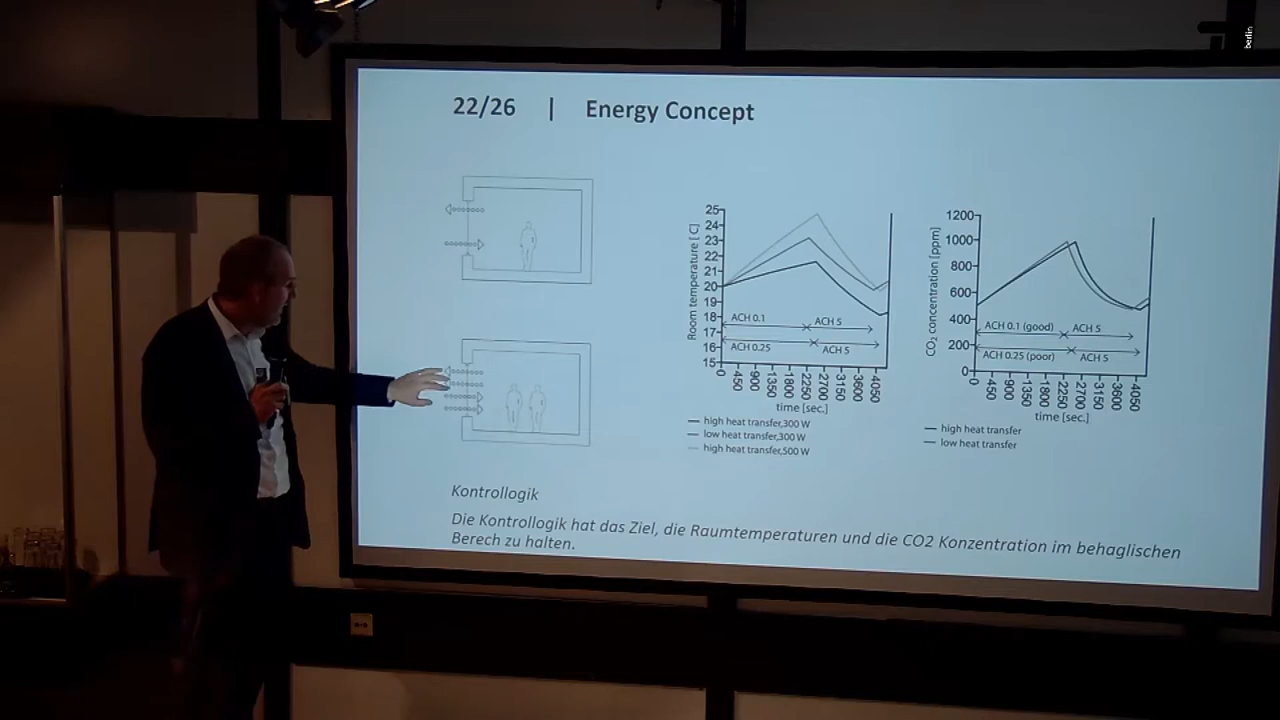 berlin
22/26 | Energy Concept
Room temperature [ C]
25
24
23
22
21
20
19
18
17
16
15
ACH 0.1
ACH 5
ACH 0.25
ACH 5
0
450
900
1350
1800
2250
2700
3150
3600
4050
time [sec.]
high heat transfer,300 W
low heat transfer,300 W
high heat transfer,500 W
CO2 concentration [ppm]
1200
1000
800
600
400
200
0
ACH 0.1 (good)
ACH 5
ACH 0.25 (poor)
ACH 5
0
450
900
1350
1800
2250
2700
3150
3600
4050
time [sec.]
high heat transfer
low heat transfer
Kontrollogik
Die Kontrollogik hat das Ziel, die Raumtemperaturen und die CO2 Konzentration im behaglischen
Berech zu halten.